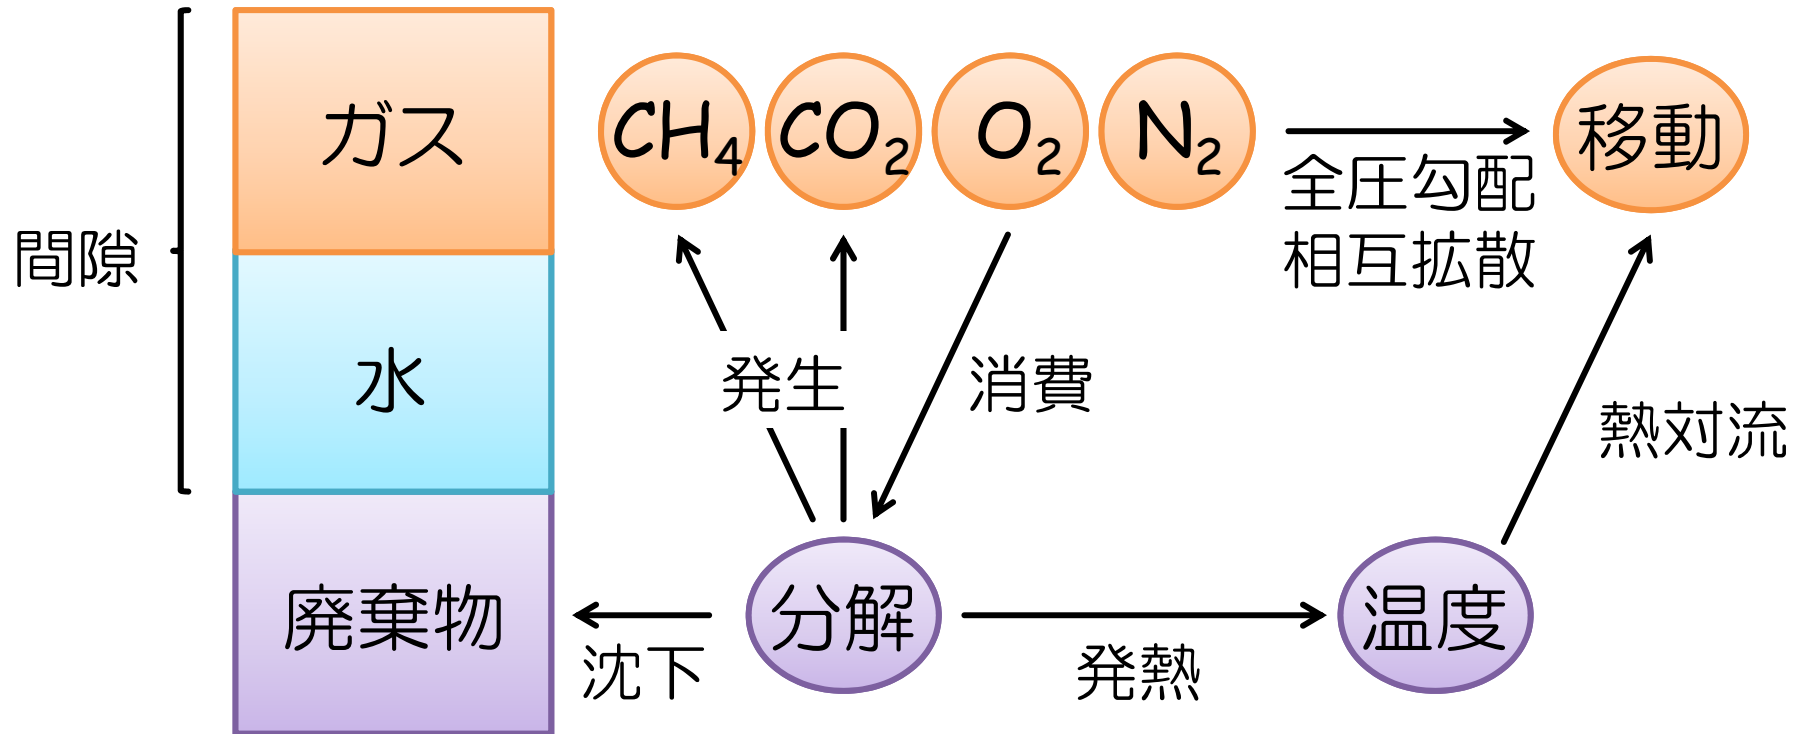 ガス
CH4
CO2
O2
N2
移動
全圧勾配
相互拡散
間隙
水
発生
消費
熱対流
廃棄物
沈下
分解
発熱
温度